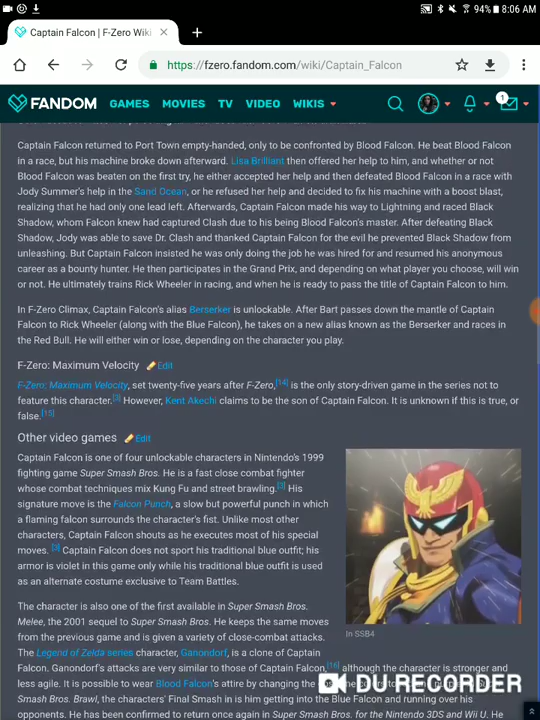 94% 8:06 AM
Captain Falcon | F-Zero Wiki
https://fzero.fandom.com/wiki/Captain_Falcon
FANDOM GAMES MOVIES TV VIDEO WIKIS 1
Captain Falcon returned to Port Town empty-handed, only to be confronted by Blood Falcon. He beat Blood Falcon
in a race, but his machine broke down afterward. Lisa Brilliant then offered her help to him, and whether or not
Blood Falcon was beaten on the first try, he either accepted her help and then defeated Blood Falcon in a race with
Jody Summer's help in the Sand Ocean, or he refused her help and decided to fix his machine with a boost blast,
realizing that he had only one lead left. Afterwards, Captain Falcon made his way to Lightning and raced Black
Shadow, whom Falcon knew had captured Clash due to his being Blood Falcon's master. After defeating Black
Shadow, Jody was able to save Dr. Clash and thanked Captain Falcon for the evil he prevented Black Shadow from
unleashing. But Captain Falcon insisted he was only doing the job he was hired for and resumed his anonymous
career as a bounty hunter. He then participates in the Grand Prix, and depending on what player you choose, will win
or not. He ultimately trains Rick Wheeler in racing, and when he is ready to pass the title of Captain Falcon to him.
In F-Zero Climax, Captain Falcon's alias Berserker is unlockable. After Bart passes down the mantle of Captain
Falcon to Rick Wheeler (along with the Blue Falcon), he takes on a new alias known as the Berserker and races in
the Red Bull. He will either win or lose, depending on the character you play.
F-Zero: Maximum Velocity Edit
F-Zero: Maximum Velocity, set twenty-five years after F-Zero,[14] is the only story-driven game in the series not to
feature this character.[3] However, Kent Akechi claims to be the son of Captain Falcon. It is unknown if this is true, or
false.[15]
Other video games Edit
Captain Falcon is one of four unlockable characters in Nintendo's 1999
fighting game Super Smash Bros. He is a fast close combat fighter
whose combat techniques mix Kung Fu and street brawling.[3] His
signature move is the Falcon Punch, a slow but powerful punch in which
a flaming falcon surrounds the character's fist. Unlike most other
characters, Captain Falcon shouts as he executes most of his special
moves. [3] Captain Falcon does not sport his traditional blue outfit; his
armor is violet in this game only while his traditional blue outfit is used
as an alternate costume exclusive to Team Battles.
In SSB4
The character is also one of the first available in Super Smash Bros.
Melee, the 2001 sequel to Super Smash Bros. He keeps the same moves
from the previous game and is given a variety of close-combat attacks.
The Legend of Zelda series character, Ganondorf, is a clone of Captain
Falcon. Ganondorf's attacks are very similar to those of Captain Falcon,[16] although the character is stronger and
less agile. It is possible to wear Blood Falcon's attire by changing the
Smash Bros. Brawl, the characters' Final Smash in is him getting into the Blue Falcon and running over his
opponents. He has been confirmed to return once again in Super Smash Bros. for the Nintendo 3DS and Wii U. He
DU RECORDER